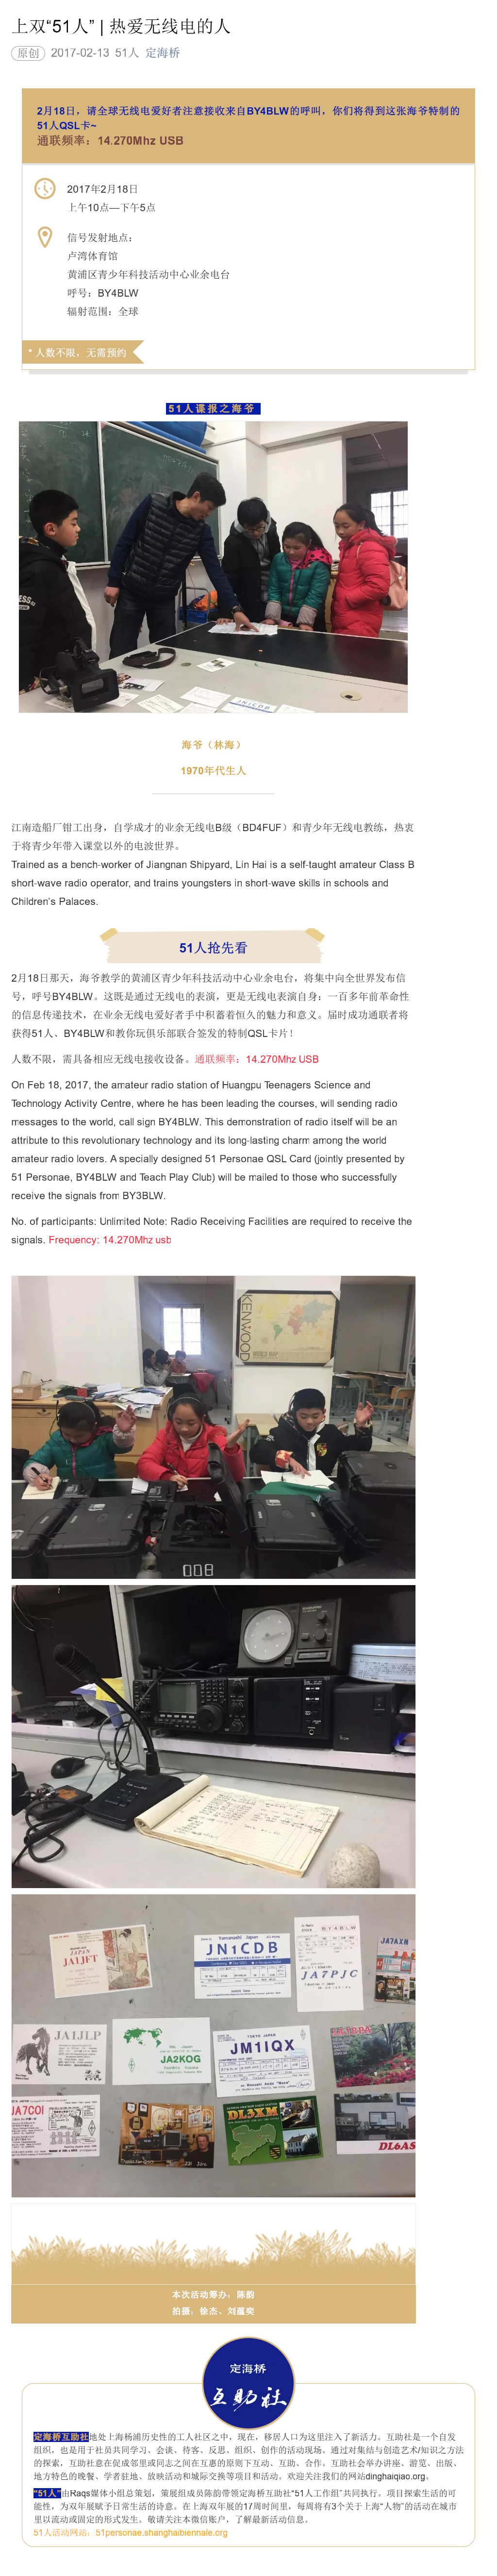 上双“51人” | 热爱无线电的人
原创 2017-02-13 51人 定海桥
2月18日，请全球无线电爱好者注意接收来自BY4BLW的呼叫，你们将得到这张海爷特制的
51人QSL卡~
通联频率：14.270Mhz USB
2017年2月18日
上午10点—下午5点
信号发射地点：
卢湾体育馆
黄浦区青少年科技活动中心业余电台
呼号：BY4BLW
辐射范围：全球
* 人数不限，无需预约
51人谍报之海爷
JN1CDB
海爷（林海）
1970年代生人
江南造船厂钳工出身，自学成才的业余无线电B级（BD4FUF）和青少年无线电教练，热衷
于将青少年带入课堂以外的电波世界。
Trained as a bench-worker of Jiangnan Shipyard, Lin Hai is a self-taught amateur Class B
short-wave radio operator, and trains youngsters in short-wave skills in schools and
Children's Palaces.
51人抢先看
2月18日那天，海爷教学的黄浦区青少年科技活动中心业余电台，将集中向全世界发布信
号，呼号BY4BLW。这既是通过无线电的表演，更是无线电表演自身：一百多年前革命性
的信息传递技术，在业余无线电爱好者手中积蓄着恒久的魅力和意义。届时成功通联者将
获得51人、BY4BLW和教你玩俱乐部联合签发的特制QSL卡片！
人数不限，需具备相应无线电接收设备。通联频率：14.270Mhz USB
On Feb 18, 2017, the amateur radio station of Huangpu Teenagers Science and
Technology Activity Centre, where he has been leading the courses, will sending radio
messages to the world, call sign BY4BLW. This demonstration of radio itself will be an
attribute to this revolutionary technology and its long-lasting charm among the world
amateur radio lovers. A specially designed 51 Personae QSL Card (jointly presented by
51 Personae, BY4BLW and Teach Play Club) will be mailed to those who successfully
receive the signals from BY3BLW.
No. of participants: Unlimited Note: Radio Receiving Facilities are required to receive the
signals. Frequency: 14.270Mhz usb
KENWOOD
WORLD MAP
008
JAPAN
JA1JFT
Yamanashi Japan
JN1CDB
BY4BLW
JA7PJC
JA7AXM
JA1JLP
JA2KOG
TOKYO JAPAN
JM1IQX
JA7COI
DL3XM
DL6AS
本次活动筹办：陈韵
拍摄：徐杰、刘蕴奕
定海桥
互助社
定海桥互助社地处上海杨浦历史性的工人社区之中，现在，移居人口为这里注入了新活力。互助社是一个自发
组织，也是用于社员共同学习、会谈、待客、反思、组织、创作的活动现场。通过对集结与创造艺术/知识之方法
的探索，互助社意在促成邻里或同志之间在互惠的原则下互动、互助、合作，互助社会举办讲座、游览、出版、
地方特色的晚餐、学者驻地、放映活动和城际交换等项目和活动。欢迎关注我们的网站dinghaiqiao.org。
“51人”由Raqs媒体小组总策划，策展组成员陈韵带领定海桥互助社“51人工作组”共同执行。项目探索生活的可
能性，为双年展赋予日常生活的诗意。在上海双年展的17周时间里，每周将有3个关于上海“人物”的活动在城市
里以流动或固定的形式发生。敬请关注本微信账户，了解最新活动信息。
51人活动网站：51personae.shanghaibiennale.org